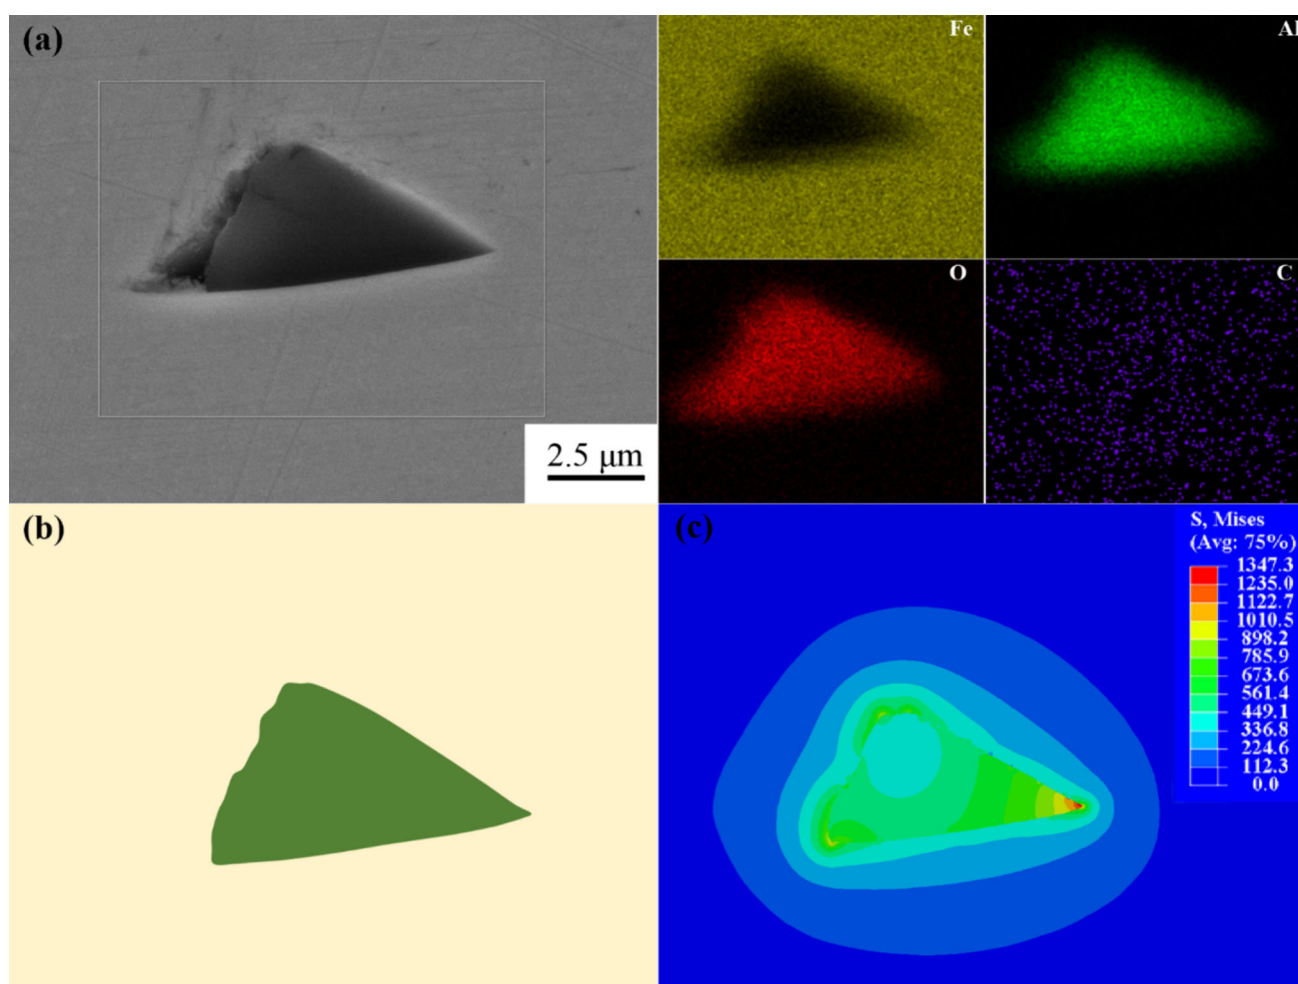 (a)
Fe
Al
O
C
2.5 μm
(b)
(c)
S, Mises
(Avg: 75%)
1347.3
1235.0
1122.7
1010.5
898.2
785.9
673.6
561.4
449.1
336.8
224.6
112.3
0.0